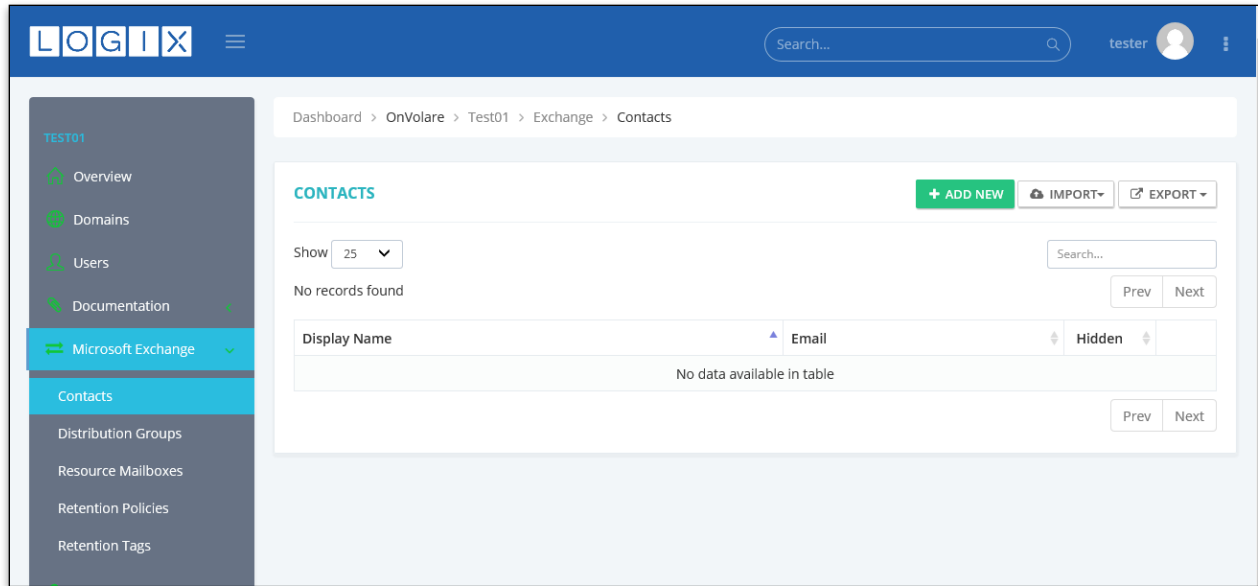 LOGIX
Search...
tester
TEST01
Overview
Domains
Users
Documentation
Microsoft Exchange
Contacts
Distribution Groups
Resource Mailboxes
Retention Policies
Retention Tags
Dashboard > OnVolare > Test01 > Exchange > Contacts
CONTACTS
+ ADD NEW
IMPORT
EXPORT
Show 25
Search...
No records found
Prev Next
Display Name Email Hidden
No data available in table
Prev Next